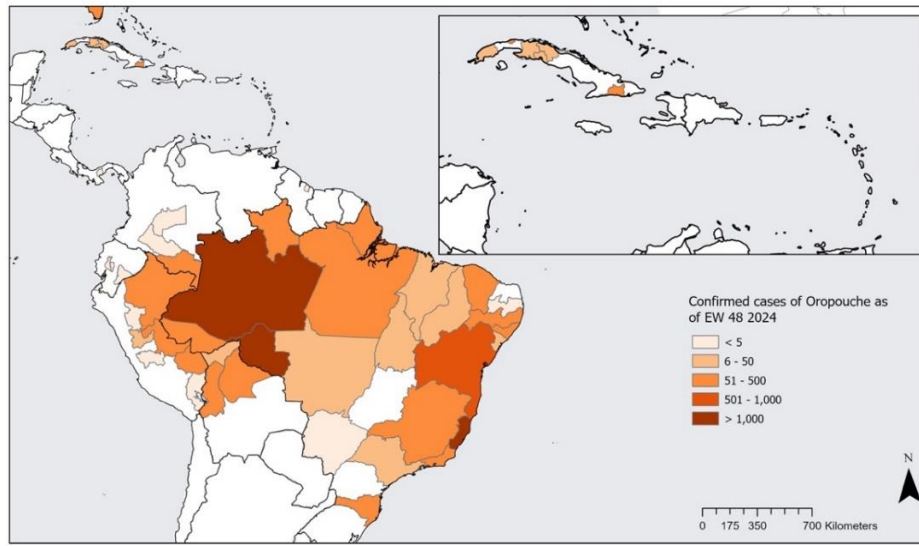 Confirmed cases of Oropouche as
of EW 48 2024
< 5
6 - 50
51 - 500
501 - 1,000
> 1,000
N
0 175 350 700 Kilometers